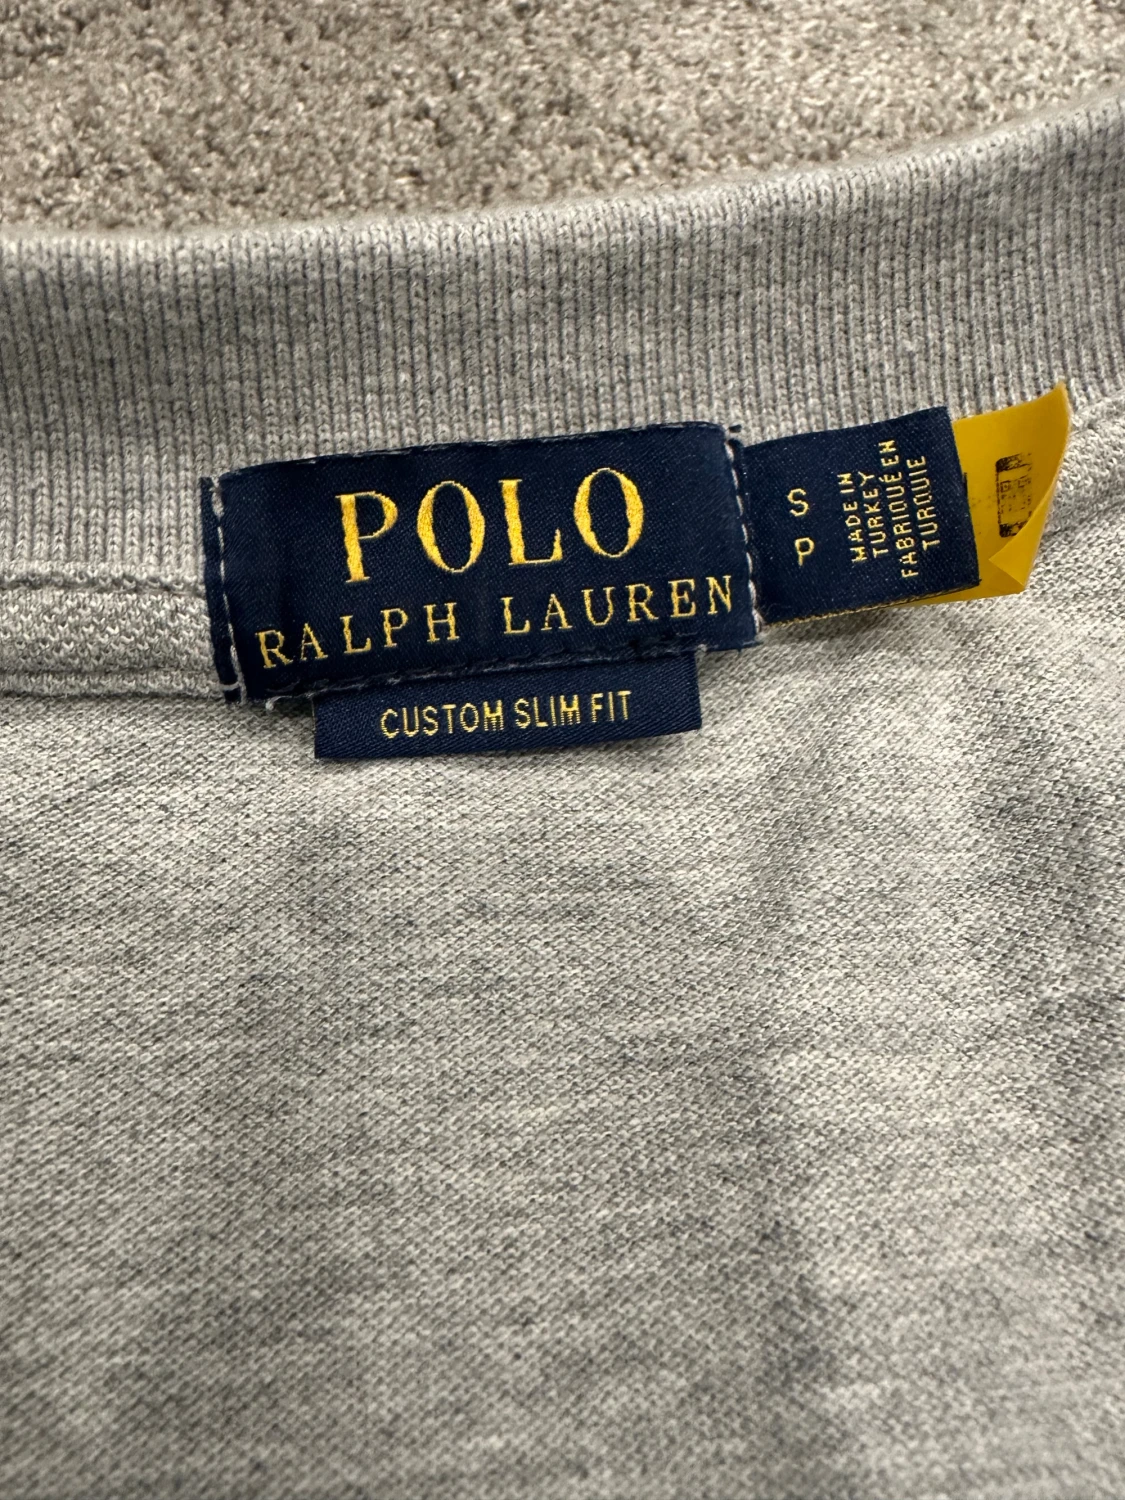 POLO
RALPH LAUREN
CUSTOM SLIM FIT
S
P
MADE IN
TURKEY
FABRIQUÉ EN
TURQUIE